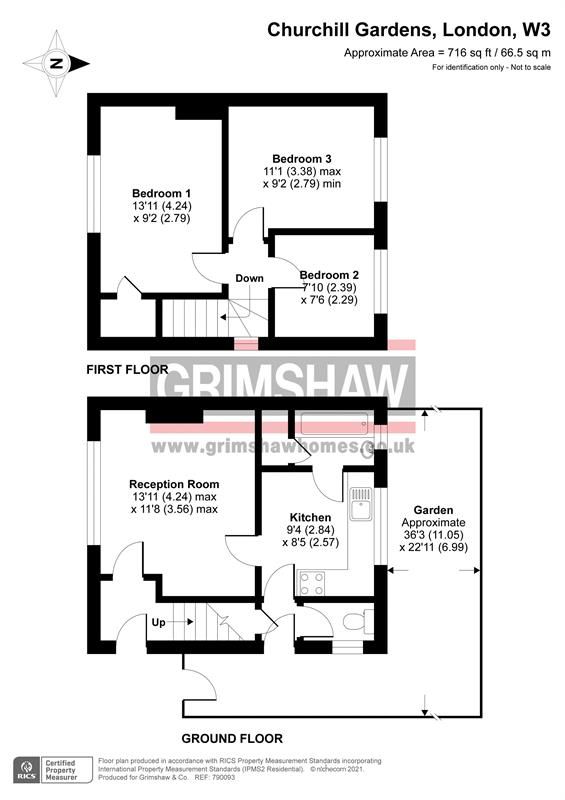 Churchill Gardens, London, W3
Approximate Area = 716 sq ft / 66.5 sq m
For identification only - Not to scale
N
Bedroom 1
13'11 (4.24)
x 9'2 (2.79)
Bedroom 3
11'1 (3.38) max
x 9'2 (2.79) min
Down
Bedroom 2
7'10 (2.39)
x 7'6 (2.29)
FIRST FLOOR
GRIMSHAW
www.grimshawhomes.co.uk
Reception Room
13'11 (4.24) max
x 11'8 (3.56) max
Kitchen
9'4 (2.84)
x 8'5 (2.57)
Garden
Approximate
36'3 (11.05)
x 22'11 (6.99)
Up
GROUND FLOOR
RICS
Certified
Property
Measurer
Floor plan produced in accordance with RICS Property Measurement Standards incorporating
International Property Measurement Standards (IPMS2 Residential). © nichecom 2021.
Produced for Grimshaw & Co. REF: 790093